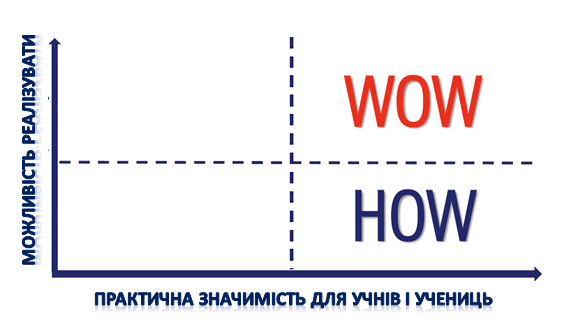 МОЖЛИВІСТЬ РЕАЛІЗУВАТИ
WOW
HOW
ПРАКТИЧНА ЗНАЧИМІСТЬ ДЛЯ УЧНІВ І УЧЕНИЦЬ